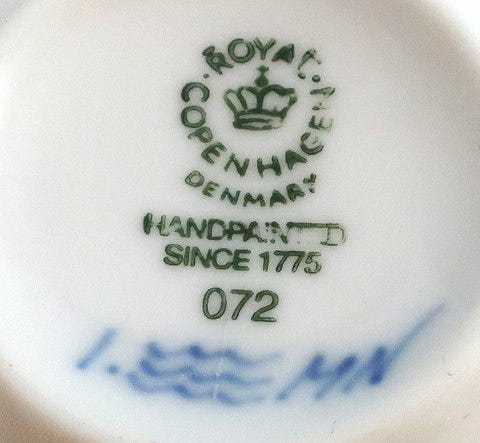 ROYAL
COPENHAGEN
DENMARK
HANDPAINTED
SINCE 1775
072
1. MN